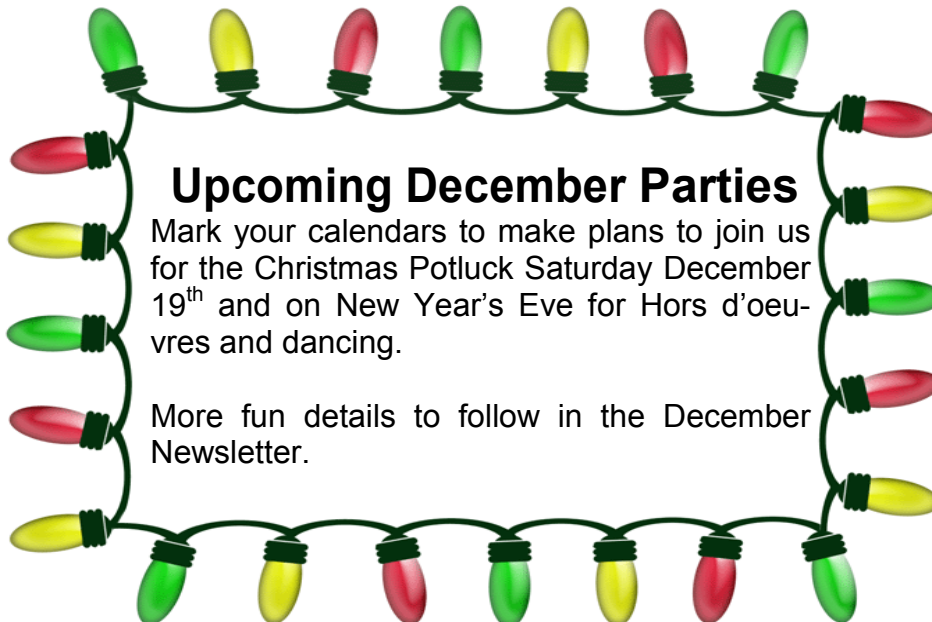 Upcoming December Parties
Mark your calendars to make plans to join us
for the Christmas Potluck Saturday December
19th and on New Year’s Eve for Hors d’oeu-
vres and dancing.
More fun details to follow in the December
Newsletter.